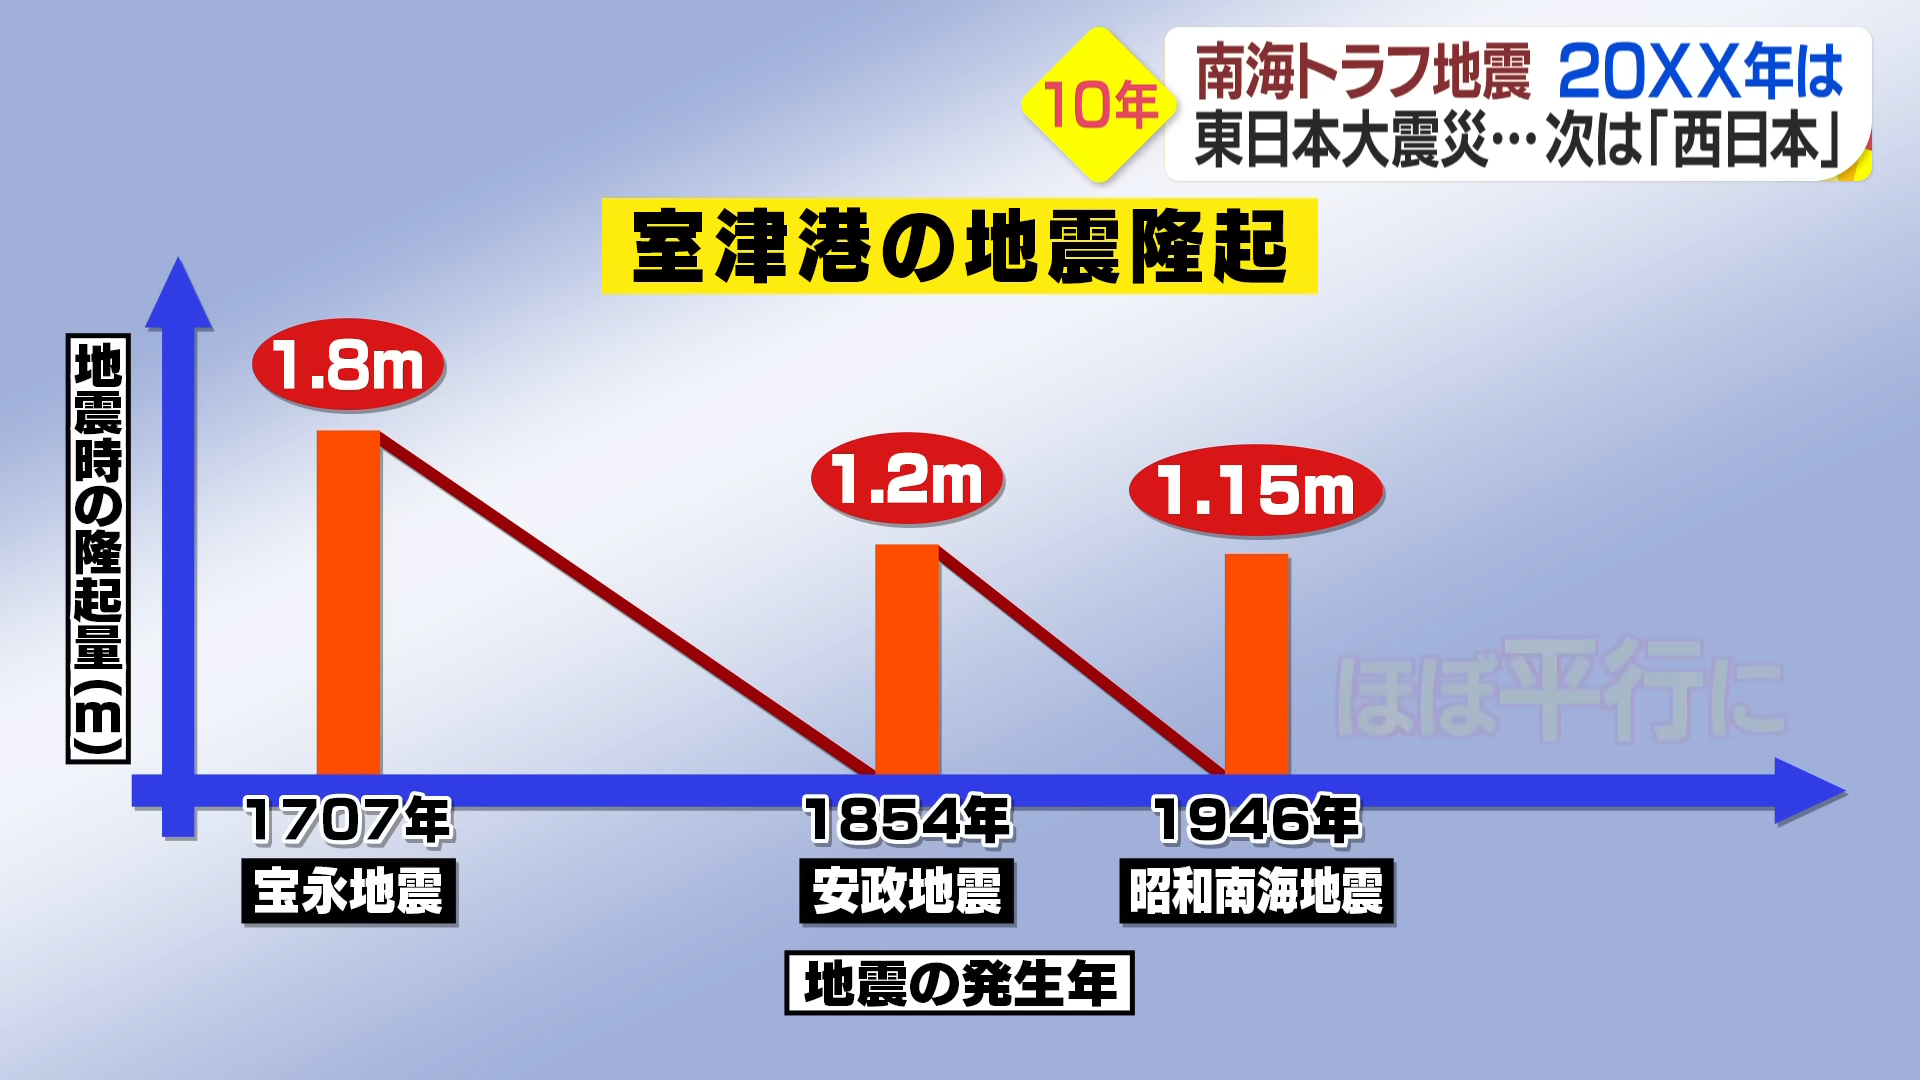 10年
南海トラフ地震 20XX年は
東日本大震災…次は「西日本」
室津港の地震隆起
地震時の隆起量(m)
1.8m
1.2m
1.15m
ほぼ平行に
1707年
1854年
1946年
宝永地震
安政地震
昭和南海地震
地震の発生年